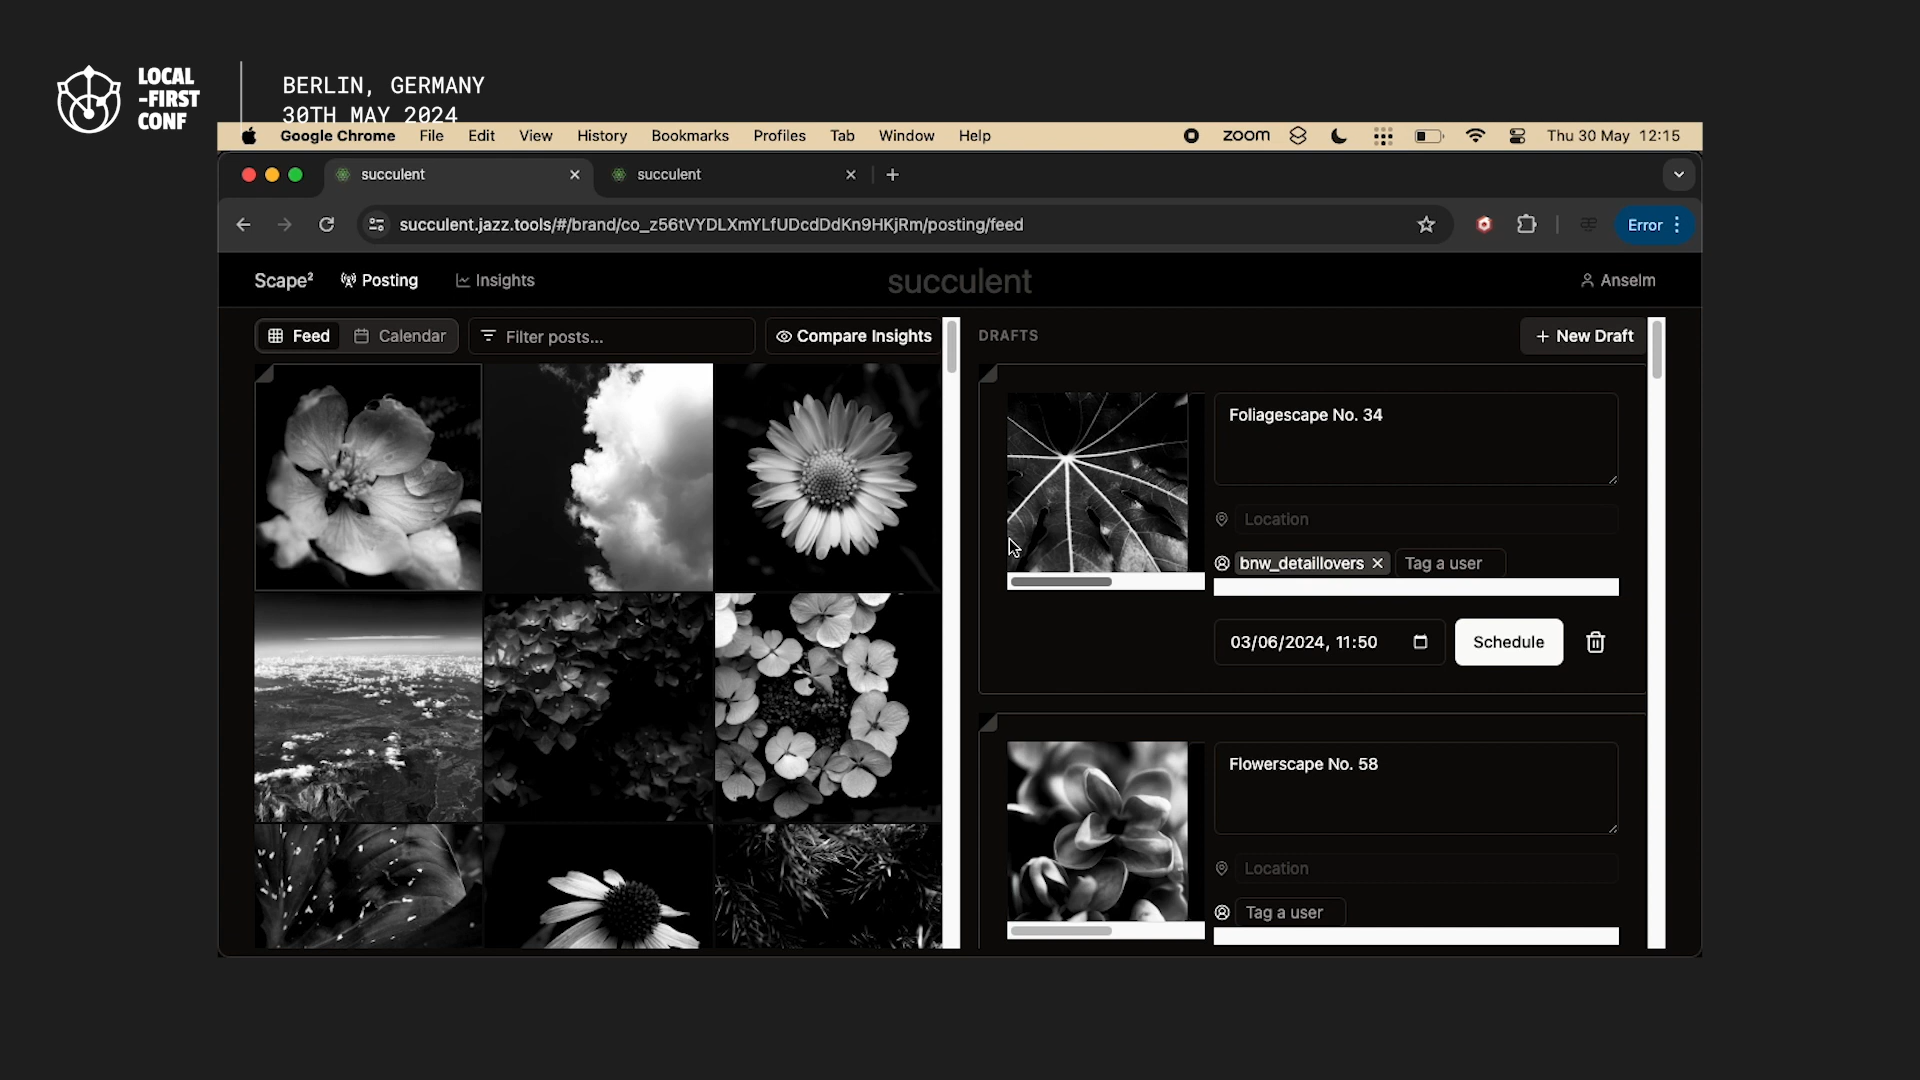 LOCAL
-FIRST
CONF
BERLIN, GERMANY
30TH MAY 2024
Google Chrome File Edit View History Bookmarks Profiles Tab Window Help zoom Thu 30 May 12:15
succulent succulent
succulent.jazz.tools/#/brand/co_z56tVYDLXmYLfUDcdDdKn9HKjRm/posting/feed Error
Scape² Posting Insights succulent Anselm
Feed Calendar Filter posts... Compare Insights
DRAFTS New Draft
Foliagescape No. 34
Location
bnw_detaillovers Tag a user
03/06/2024, 11:50 Schedule
Flowerscape No. 58
Location
Tag a user